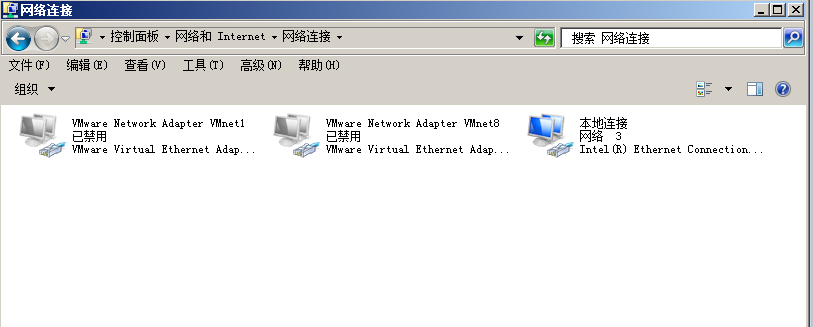 网络连接
控制面板 网络和 Internet 网络连接
搜索 网络连接
文件(F) 编辑(E) 查看(V) 工具(T) 高级(N) 帮助(H)
组织
VMware Network Adapter VMnet1
已禁用
VMware Virtual Ethernet Adap...
VMware Network Adapter VMnet8
已禁用
VMware Virtual Ethernet Adap...
本地连接
网络 3
Intel(R) Ethernet Connection...